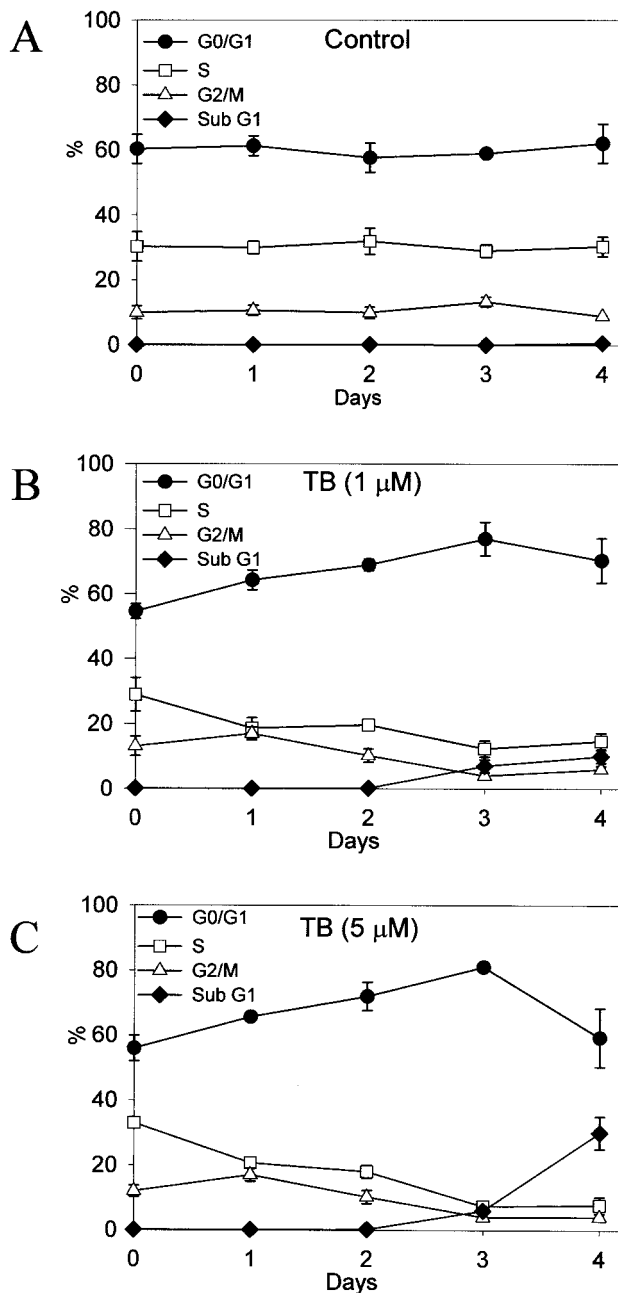 A
Control
G0/G1
S
G2/M
Sub G1
100
80
60
40
20
0
%
0 1 2 3 4
Days
B
TB (1 μM)
G0/G1
S
G2/M
Sub G1
100
80
60
40
20
0
%
0 1 2 3 4
Days
C
TB (5 μM)
G0/G1
S
G2/M
Sub G1
100
80
60
40
20
0
%
0 1 2 3 4
Days